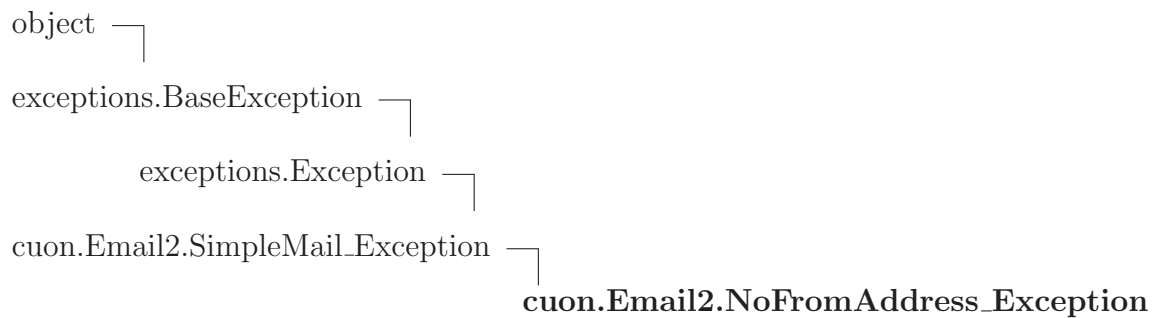 object
exceptions.BaseException
exceptions.Exception
cuon.Email2.SimpleMail_Exception
cuon.Email2.NoFromAddress_Exception